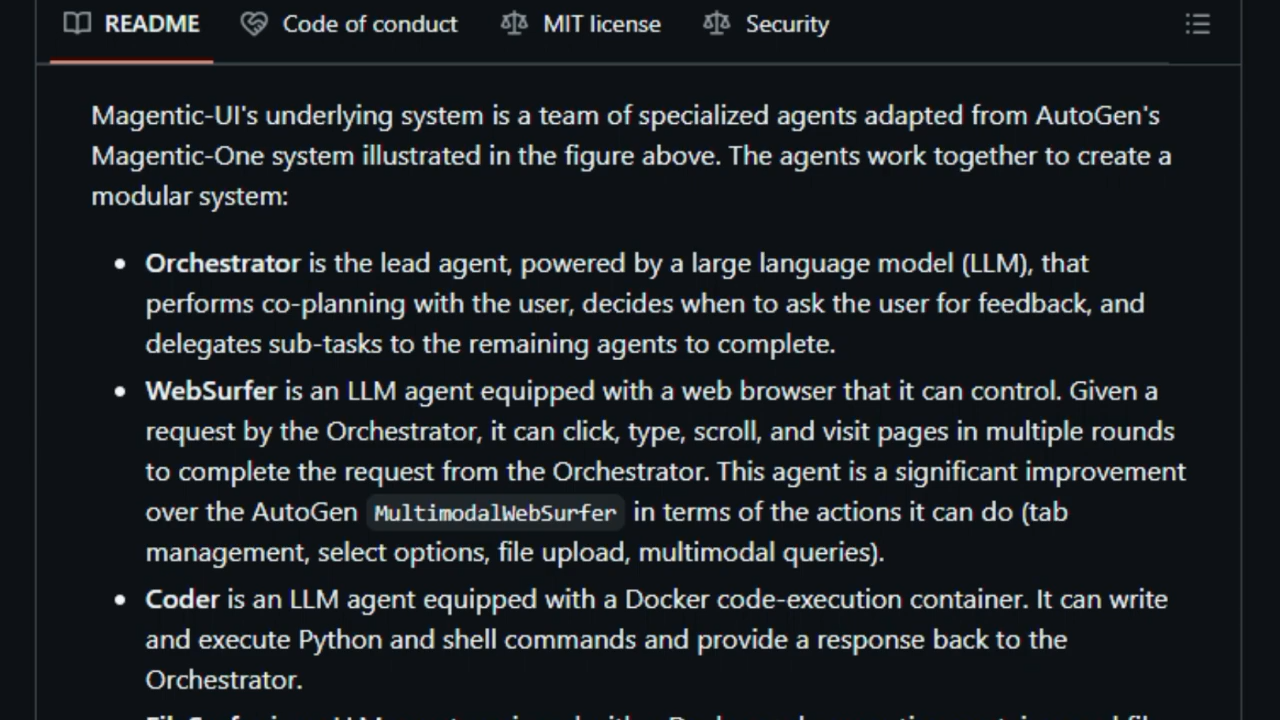 README Code of conduct MIT license Security
Magentic-UI's underlying system is a team of specialized agents adapted from AutoGen's
Magentic-One system illustrated in the figure above. The agents work together to create a
modular system:
• Orchestrator is the lead agent, powered by a large language model (LLM), that
performs co-planning with the user, decides when to ask the user for feedback, and
delegates sub-tasks to the remaining agents to complete.
• WebSurfer is an LLM agent equipped with a web browser that it can control. Given a
request by the Orchestrator, it can click, type, scroll, and visit pages in multiple rounds
to complete the request from the Orchestrator. This agent is a significant improvement
over the AutoGen MultimodalWebSurfer in terms of the actions it can do (tab
management, select options, file upload, multimodal queries).
• Coder is an LLM agent equipped with a Docker code-execution container. It can write
and execute Python and shell commands and provide a response back to the
Orchestrator.